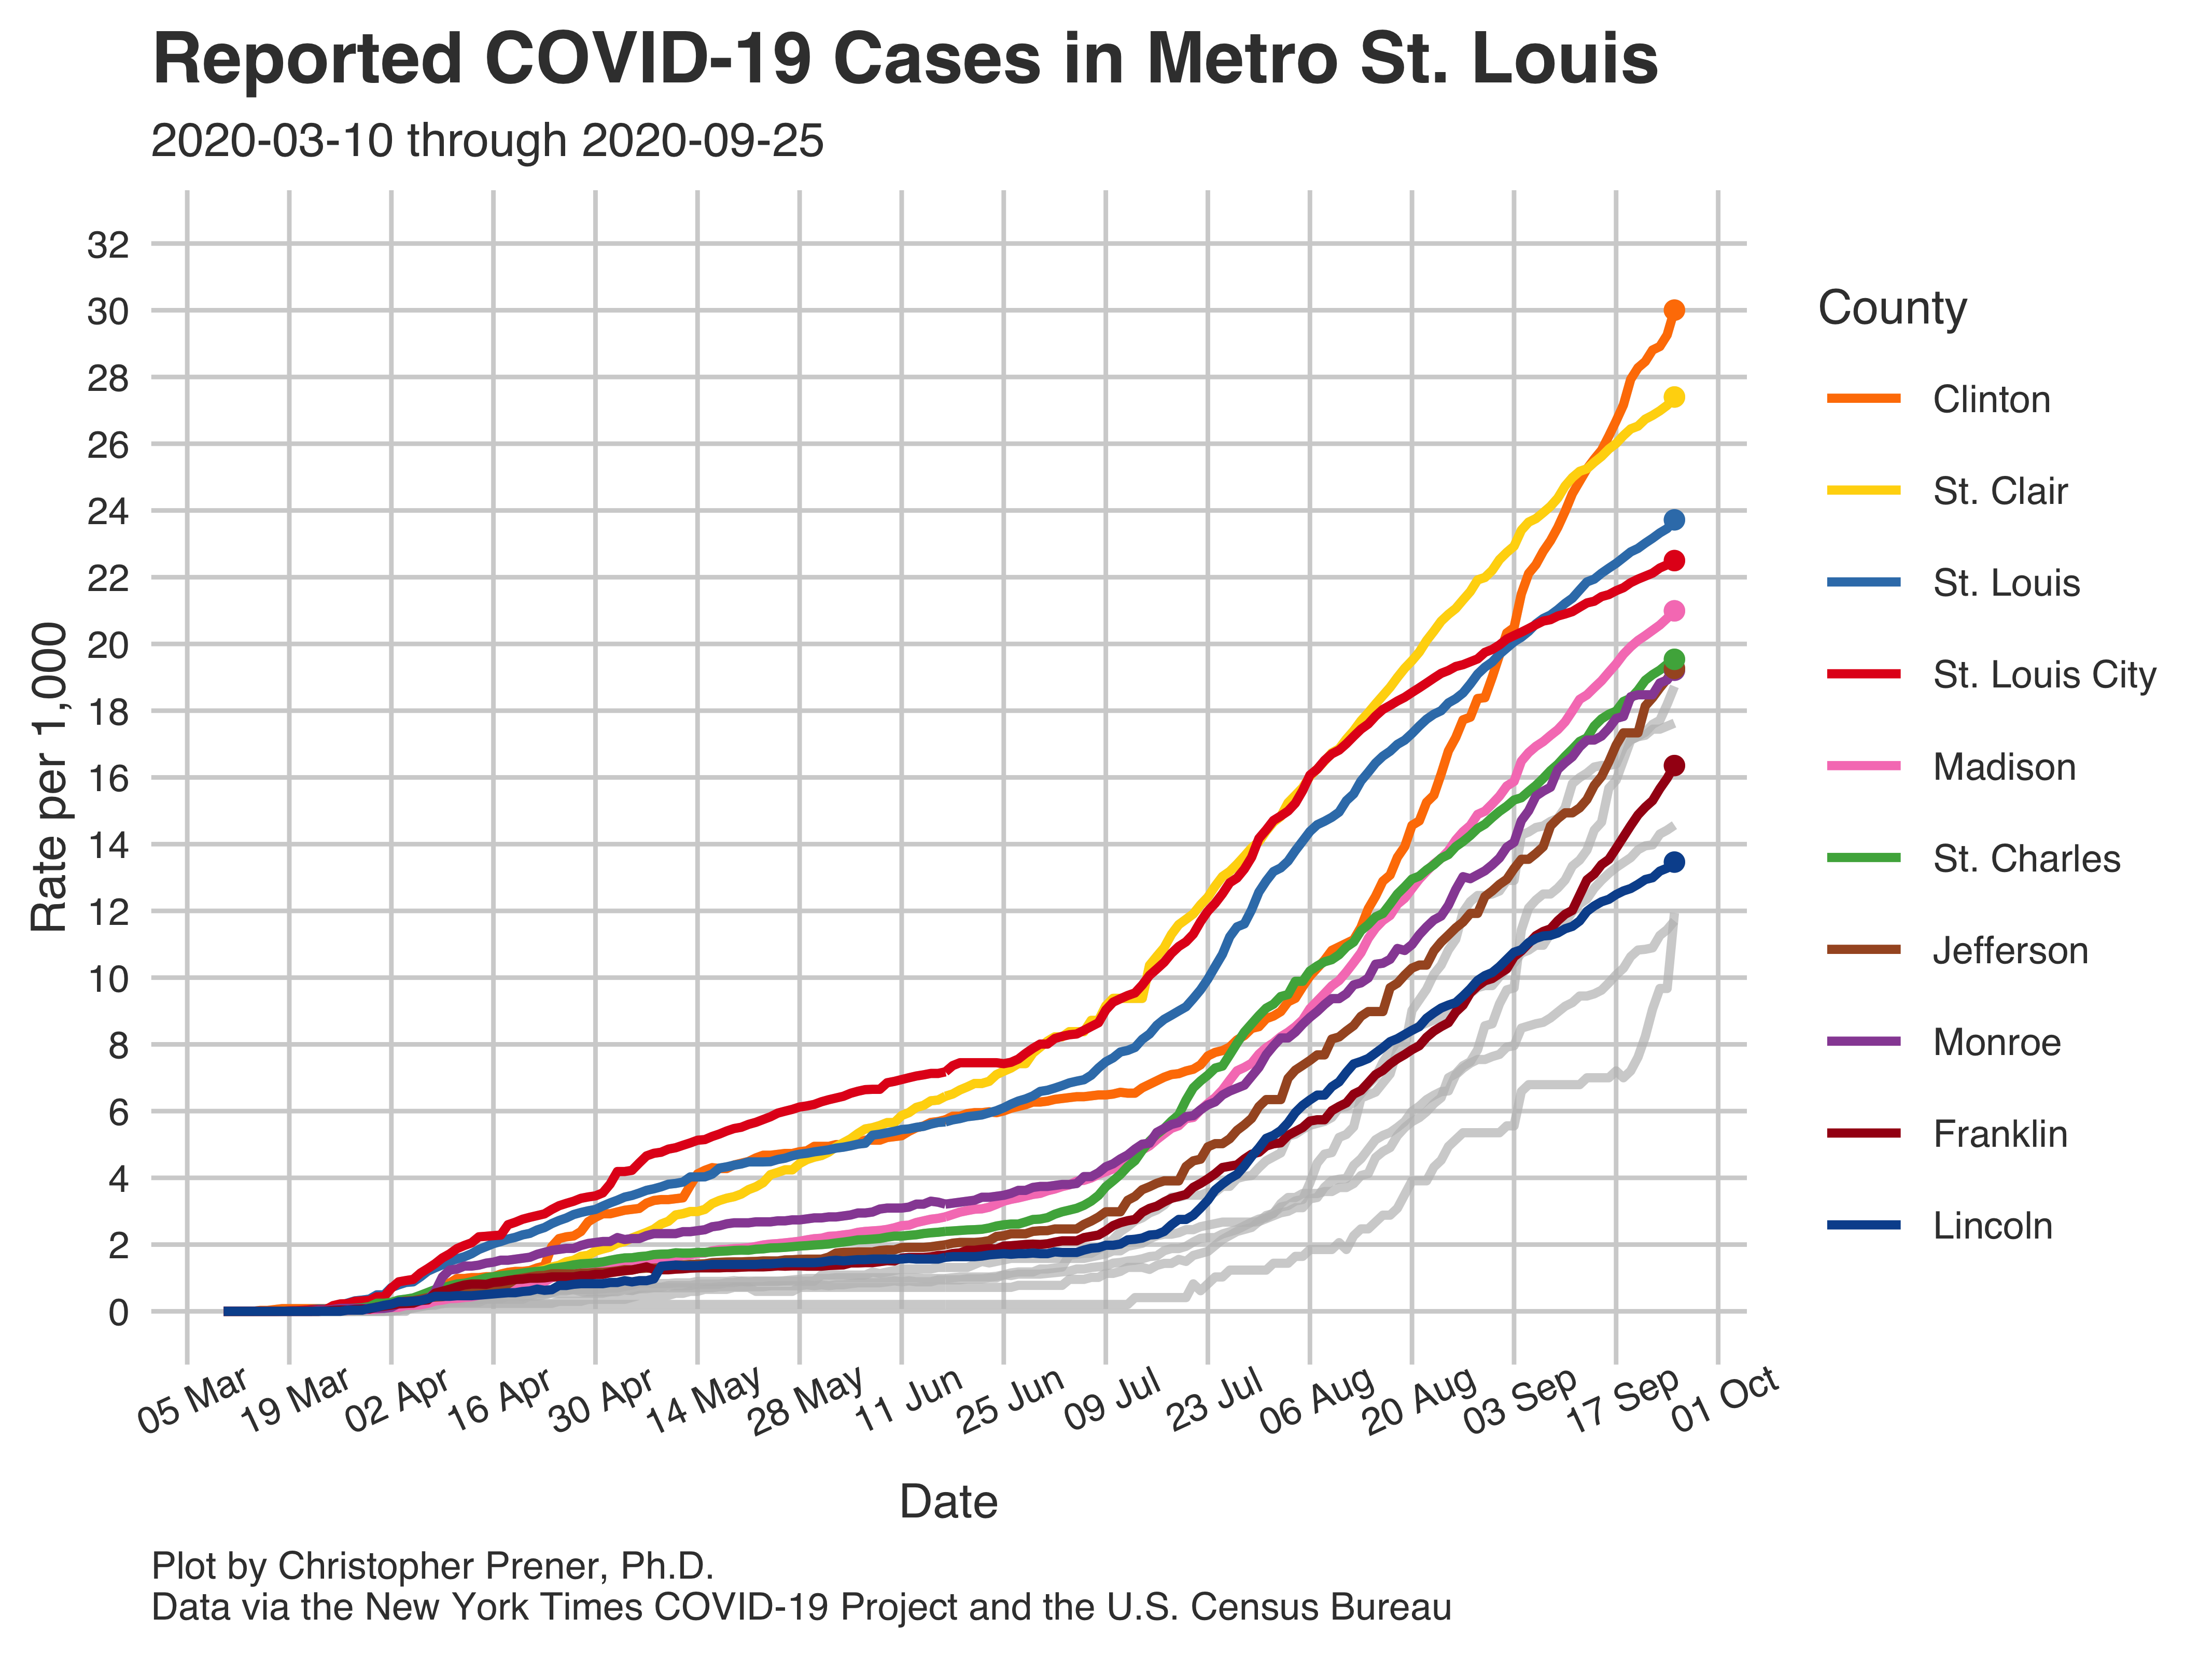 Reported COVID-19 Cases in Metro St. Louis
2020-03-10 through 2020-09-25
32
30
28
26
24
22
20
18
16
14
12
10
8
6
4
2
0
Rate per 1,000
05 Mar
19 Mar
02 Apr
16 Apr
30 Apr
14 May
28 May
11 Jun
25 Jun
09 Jul
23 Jul
06 Aug
20 Aug
03 Sep
17 Sep
01 Oct
Date
County
Clinton
St. Clair
St. Louis
St. Louis City
Madison
St. Charles
Jefferson
Monroe
Franklin
Lincoln
Plot by Christopher Prener, Ph.D.
Data via the New York Times COVID-19 Project and the U.S. Census Bureau